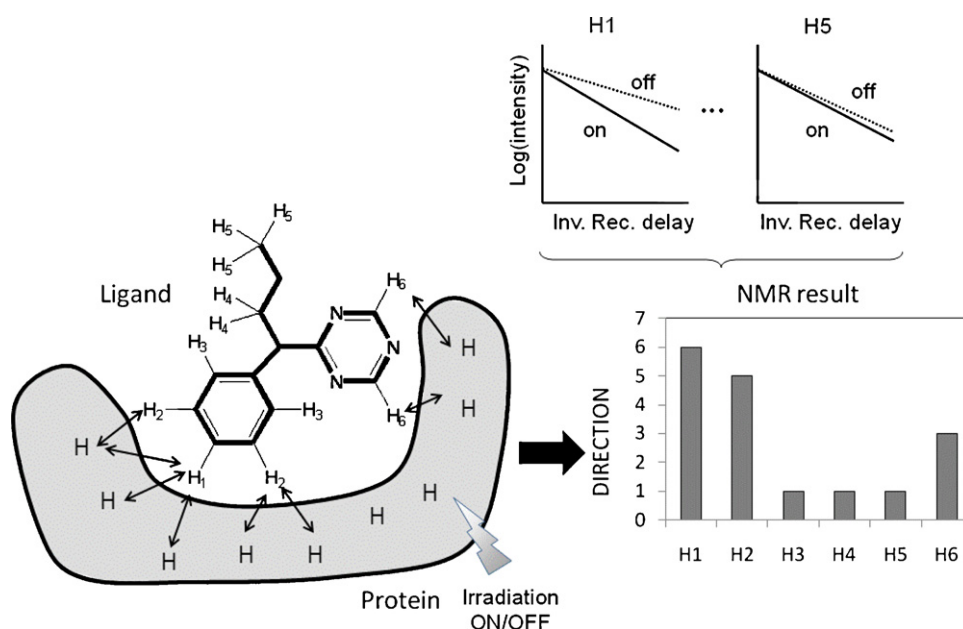 H1
H5
Log(intensity)
off
on
...
off
on
Inv. Rec. delay
Inv. Rec. delay
NMR result
Ligand
H₅
H₅
H₅
H₄
H₄
H₃
H₃
H₂
H₁
H₂
N
N
N
H₆
H₆
H
H
H
H
H
H
H
H
H
Protein
Irradiation
ON/OFF
DIRECTION
7
6
5
4
3
2
1
0
H1 H2 H3 H4 H5 H6